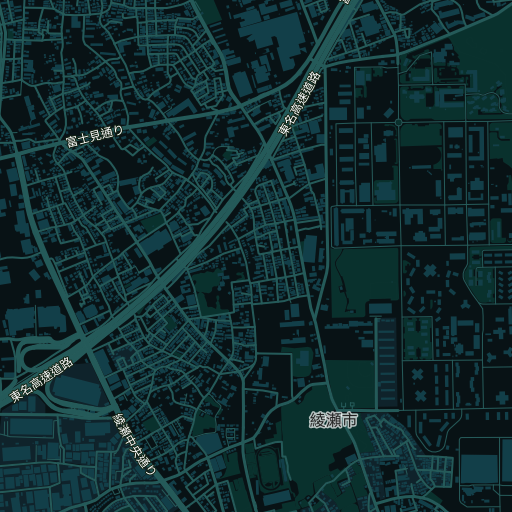 東名高速道路
富士見通り
東名高速道路
綾瀬中央通り
綾瀬市